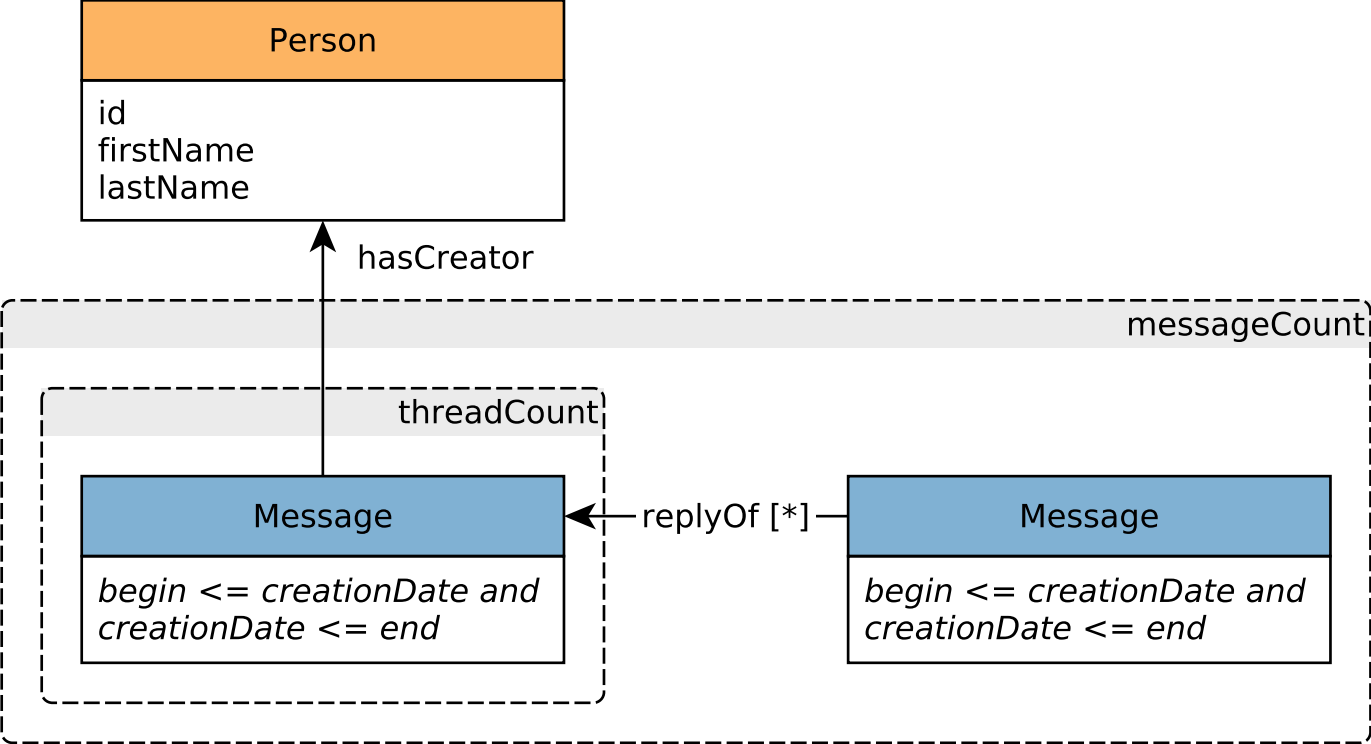 Person
id
firstName
lastName
hasCreator
messageCount
threadCount
Message
begin <= creationDate and
creationDate <= end
replyOf [*]
Message
begin <= creationDate and
creationDate <= end